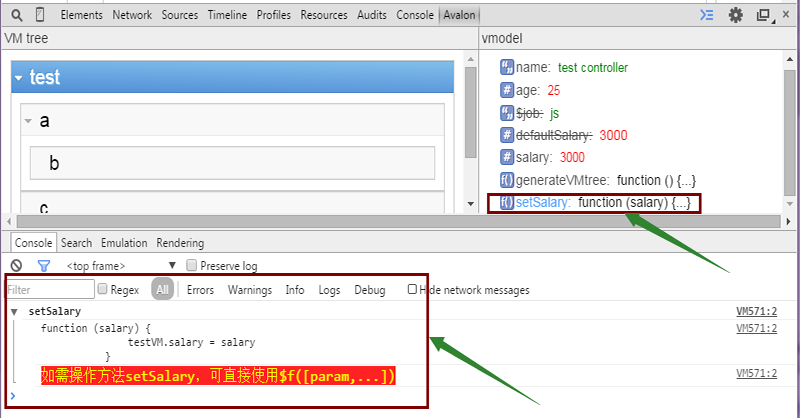 Elements Network Sources Timeline Profiles Resources Audits Console Avalon
VM tree
test
a
b
c
vmodel
name: test controller
age: 25
$job: js
defaultSalary: 3000
salary: 3000
generateVMtree: function () {...}
setSalary: function (salary) {...}
Console Search Emulation Rendering
<top frame> Preserve log
Filter Regex All Errors Warnings Info Logs Debug Hide network messages
setSalary VM571:2
function (salary) { VM571:2
testVM.salary = salary
}
如需操作方法setSalary，可直接使用$f([param,...]) VM571:2